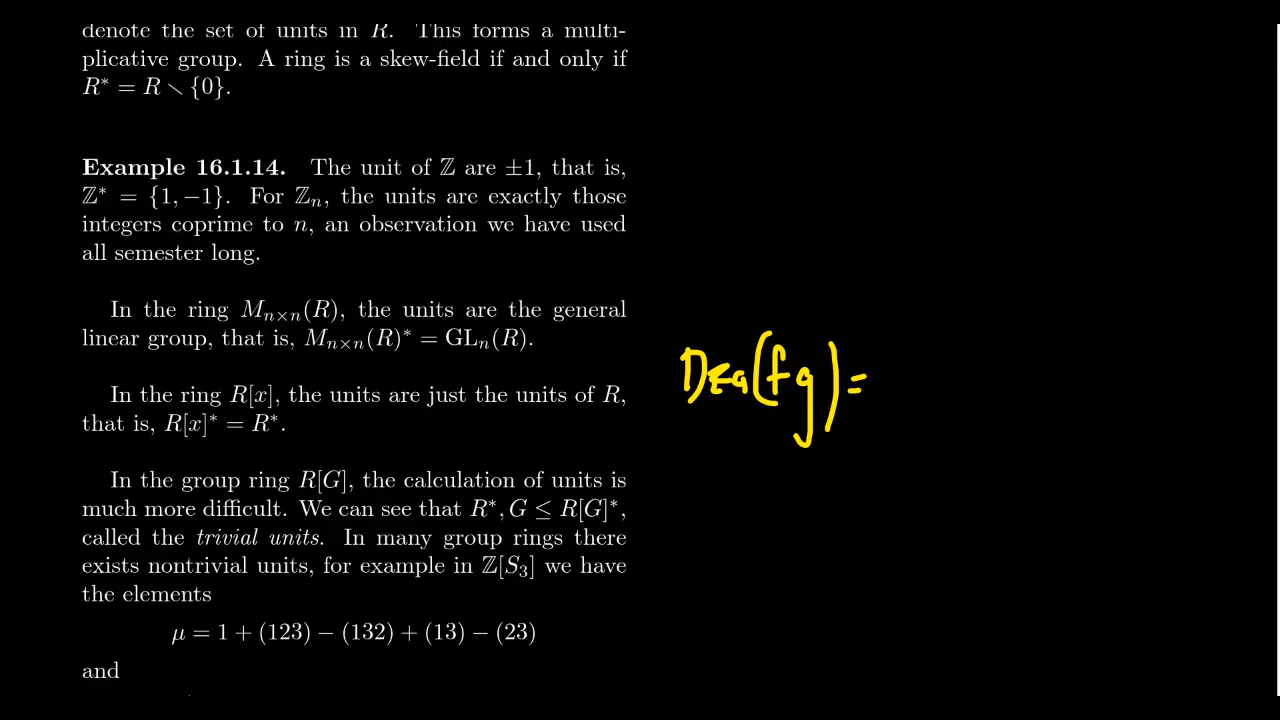 denote the set of units in R. This forms a multi-
plicative group. A ring is a skew-field if and only if
R* = R ∖ {0}.
Example 16.1.14. The unit of ℤ are ±1, that is,
ℤ* = {1, −1}. For ℤₙ, the units are exactly those
integers coprime to n, an observation we have used
all semester long.
In the ring Mₙ×ₙ(R), the units are the general
linear group, that is, Mₙ×ₙ(R)* = GLₙ(R).
In the ring R[x], the units are just the units of R,
that is, R[x]* = R*.
In the group ring R[G], the calculation of units is
much more difficult. We can see that R*, G ≤ R[G]*,
called the trivial units. In many group rings there
exists nontrivial units, for example in ℤ[S₃] we have
the elements
μ = 1 + (123) − (132) + (13) − (23)
and
Deg(fg) =